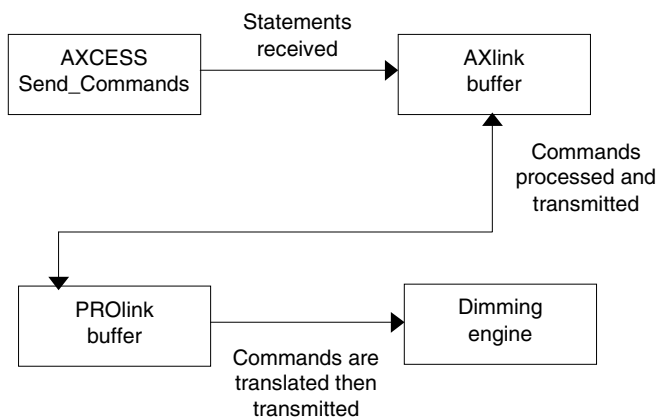 Statements
received
AXCESS
Send_Commands
AXlink
buffer
Commands
processed and
transmitted
PROlink
buffer
Dimming
engine
Commands are
translated then
transmitted